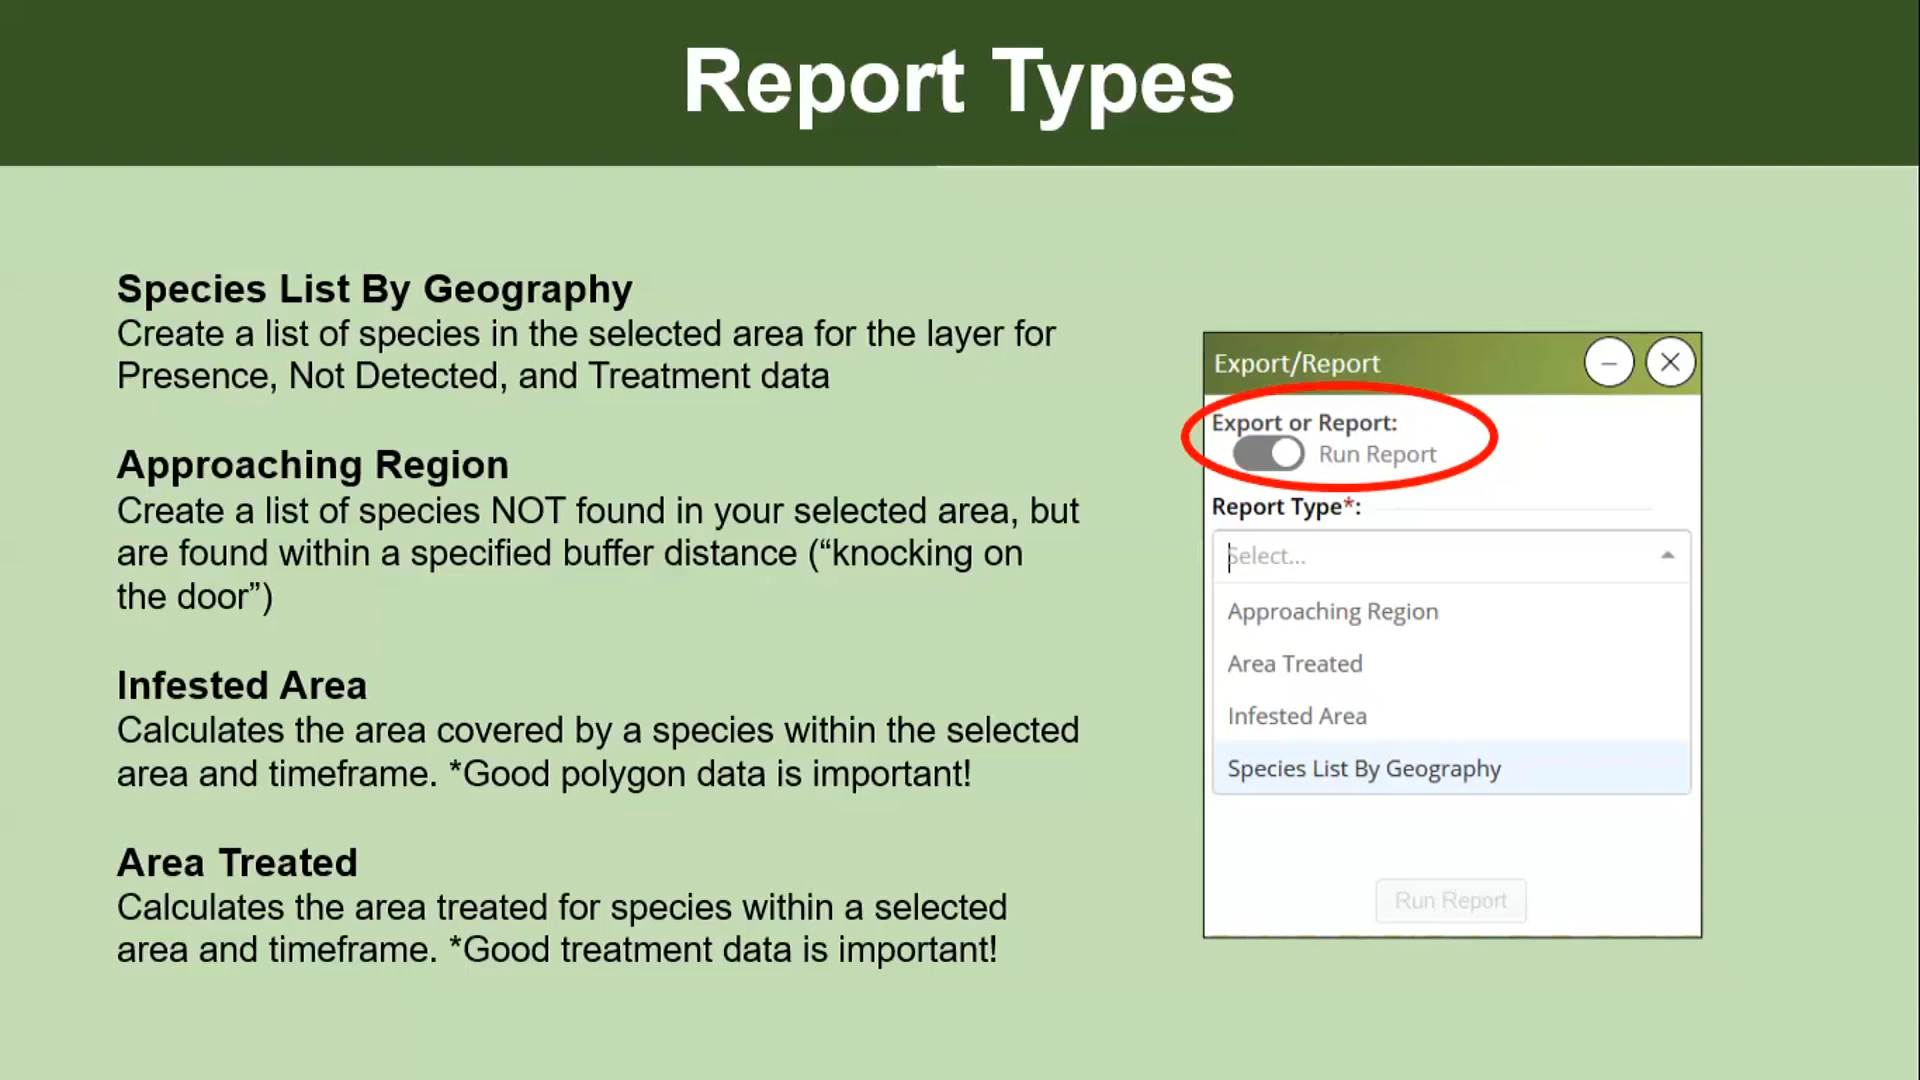 Report Types
Species List By Geography
Create a list of species in the selected area for the layer for
Presence, Not Detected, and Treatment data
Approaching Region
Create a list of species NOT found in your selected area, but
are found within a specified buffer distance (“knocking on
the door”)
Infested Area
Calculates the area covered by a species within the selected
area and timeframe. *Good polygon data is important!
Area Treated
Calculates the area treated for species within a selected
area and timeframe. *Good treatment data is important!
Export/Report
Export or Report:
Run Report
Report Type*:
Select...
Approaching Region
Area Treated
Infested Area
Species List By Geography
Run Report